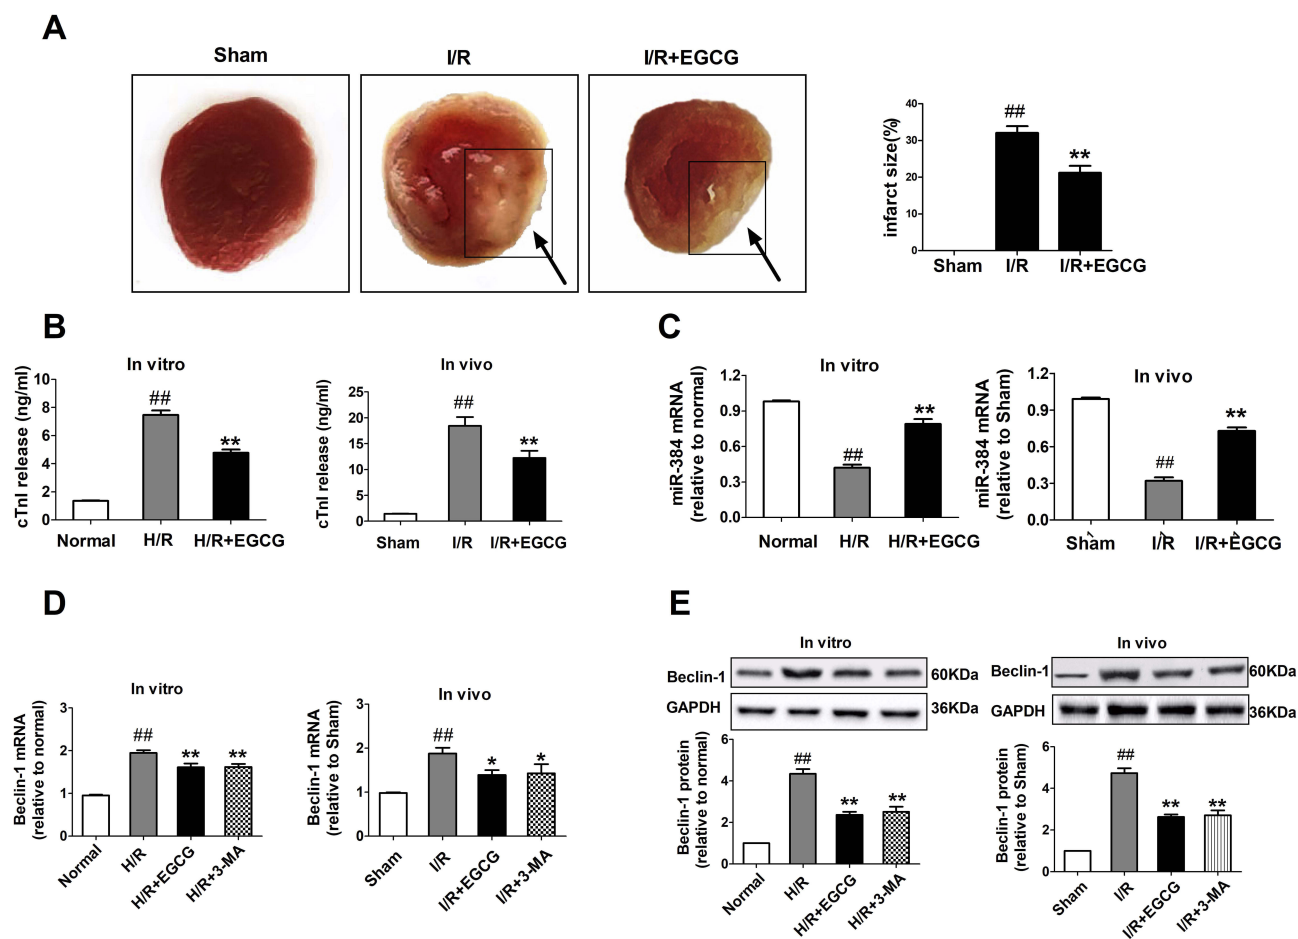 A
Sham
I/R
I/R+EGCG
infarct size(%)
40
30
20
10
0
##
**
Sham
I/R
I/R+EGCG
B
In vitro
cTnI release (ng/ml)
10
8
6
4
2
0
##
**
Normal
H/R
H/R+EGCG
In vivo
cTnI release (ng/ml)
25
20
15
10
5
0
##
**
Sham
I/R
I/R+EGCG
C
In vitro
miR-384 mRNA
(relative to normal)
1.2
0.9
0.6
0.3
0.0
##
**
Normal
H/R
H/R+EGCG
In vivo
miR-384 mRNA
(relative to Sham)
1.2
0.9
0.6
0.3
0.0
##
**
Sham
I/R
I/R+EGCG
D
In vitro
Beclin-1 mRNA
(relative to normal)
3
2
1
0
##
**
**
Normal
H/R
H/R+EGCG
H/R+3-MA
In vivo
Beclin-1 mRNA
(relative to Sham)
3
2
1
0
##
*
*
Sham
I/R
I/R+EGCG
I/R+3-MA
E
In vitro
Beclin-1
60KDa
GAPDH
36KDa
Beclin-1 protein
(relative to normal)
6
4
2
0
##
**
**
Normal
H/R
H/R+EGCG
H/R+3-MA
In vivo
Beclin-1
60KDa
GAPDH
36KDa
Beclin-1 protein
(relative to Sham)
6
4
2
0
##
**
**
Sham
I/R
I/R+EGCG
I/R+3-MA